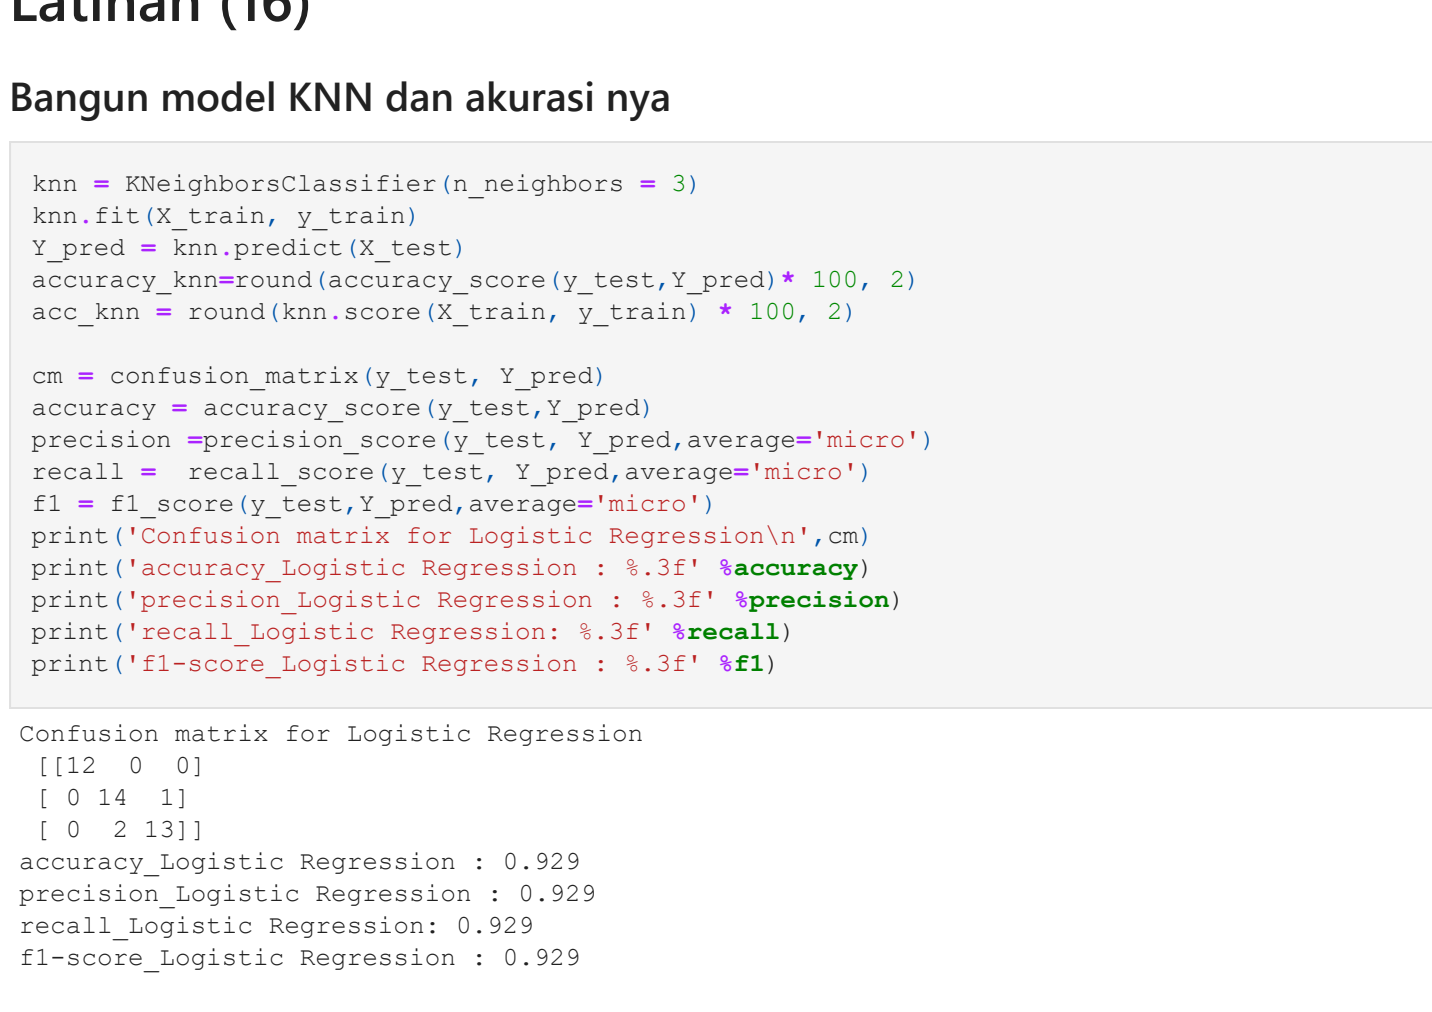 Latihan (16)
Bangun model KNN dan akurasi nya
knn = KNeighborsClassifier(n_neighbors = 3)
knn.fit(X_train, y_train)
Y_pred = knn.predict(X_test)
accuracy_knn=round(accuracy_score(y_test,Y_pred)* 100, 2)
acc_knn = round(knn.score(X_train, y_train) * 100, 2)

cm = confusion_matrix(y_test, Y_pred)
accuracy = accuracy_score(y_test,Y_pred)
precision =precision_score(y_test, Y_pred,average='micro')
recall =  recall_score(y_test, Y_pred,average='micro')
f1 = f1_score(y_test,Y_pred,average='micro')
print('Confusion matrix for Logistic Regression\n',cm)
print('accuracy_Logistic Regression : %.3f' %accuracy)
print('precision_Logistic Regression : %.3f' %precision)
print('recall_Logistic Regression: %.3f' %recall)
print('f1-score_Logistic Regression : %.3f' %f1)
Confusion matrix for Logistic Regression
 [[12  0  0]
 [ 0 14  1]
 [ 0  2 13]]
accuracy_Logistic Regression : 0.929
precision_Logistic Regression : 0.929
recall_Logistic Regression: 0.929
f1-score_Logistic Regression : 0.929